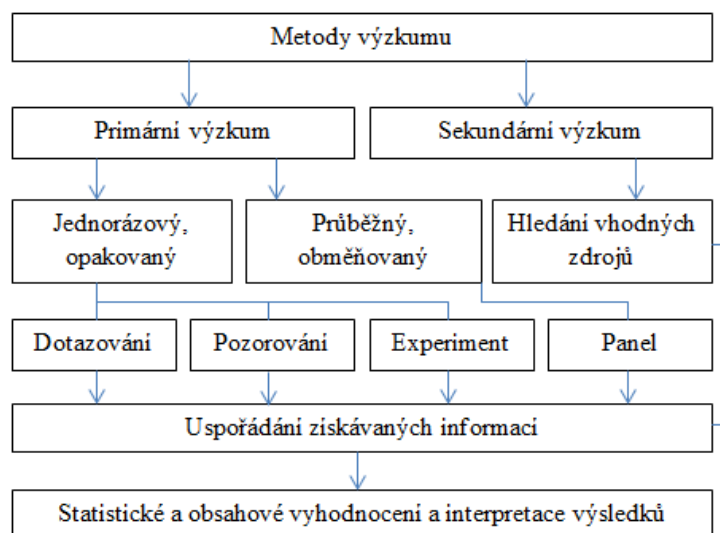 Metody výzkumu
Primární výzkum
Sekundární výzkum
Jednorázový,
opakovaný
Průběžný,
obměňovaný
Hledání vhodných
zdrojů
Dotazování
Pozorování
Experiment
Panel
Uspořádání získávaných informací
Statistické a obsahové vyhodnocení a interpretace výsledků